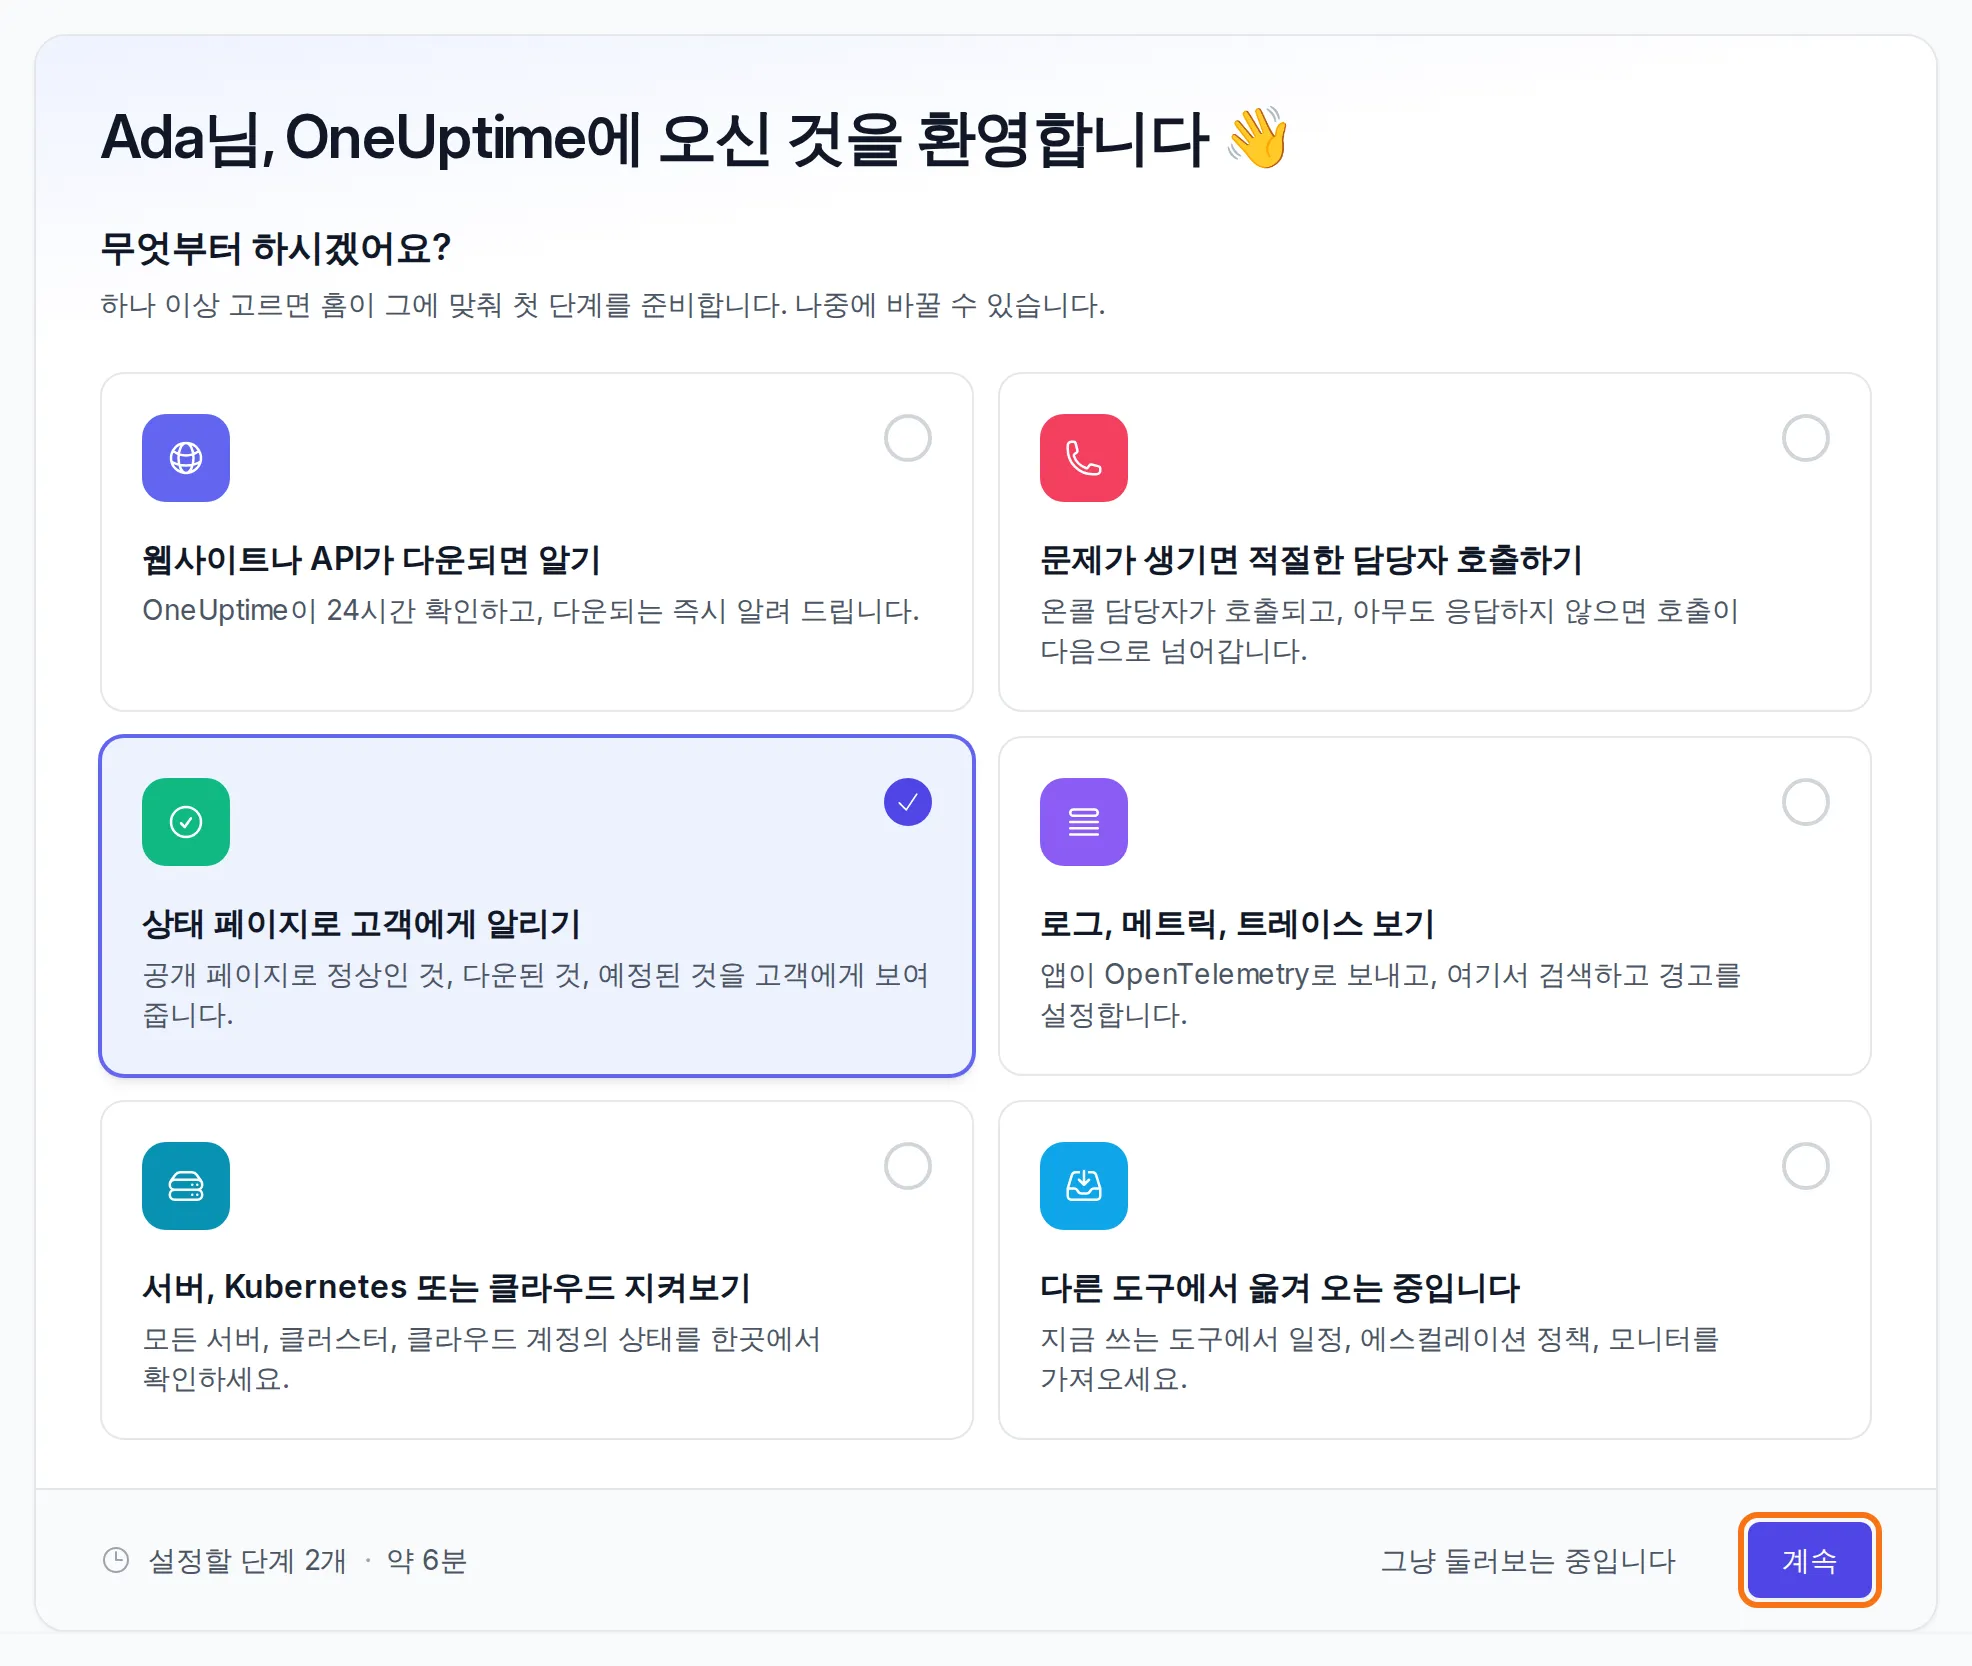 Ada님, OneUptime에 오신 것을 환영합니다 👋
무엇부터 하시겠어요?
하나 이상 고르면 홈이 그에 맞춰 첫 단계를 준비합니다. 나중에 바꿀 수 있습니다.
웹사이트나 API가 다운되면 알기
OneUptime이 24시간 확인하고, 다운되는 즉시 알려 드립니다.
문제가 생기면 적절한 담당자 호출하기
온콜 담당자가 호출되고, 아무도 응답하지 않으면 호출이
다음으로 넘어갑니다.
상태 페이지로 고객에게 알리기
공개 페이지로 정상인 것, 다운된 것, 예정된 것을 고객에게 보여
줍니다.
로그, 메트릭, 트레이스 보기
앱이 OpenTelemetry로 보내고, 여기서 검색하고 경고를
설정합니다.
서버, Kubernetes 또는 클라우드 지켜보기
모든 서버, 클러스터, 클라우드 계정의 상태를 한곳에서
확인하세요.
다른 도구에서 옮겨 오는 중입니다
지금 쓰는 도구에서 일정, 에스컬레이션 정책, 모니터를
가져오세요.
설정할 단계 2개 · 약 6분
그냥 둘러보는 중입니다
계속